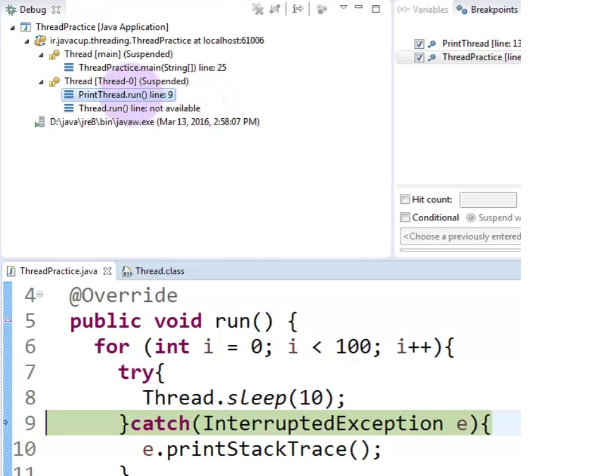 Debug
ThreadPractice [Java Application]
ir.javacup.threading.ThreadPractice at localhost:61006
Thread [main] (Suspended)
ThreadPractice.main(String[]) line: 25
Thread [Thread-0] (Suspended)
PrintThread.run() line: 9
Thread.run() line: not available
D:\java\jre8\bin\javaw.exe (Mar 13, 2016, 2:58:07 PM)
(x)= Variables Breakpoints
PrintThread [line: 13
ThreadPractice [line
Hit count:
Conditional Suspend w
<Choose a previously entered
ThreadPractice.java Thread.class
4 @Override
5 public void run() {
6 for (int i = 0; i < 100; i++){
7 try{
8 Thread.sleep(10);
9 }catch(InterruptedException e){
10 e.printStackTrace();
11 }